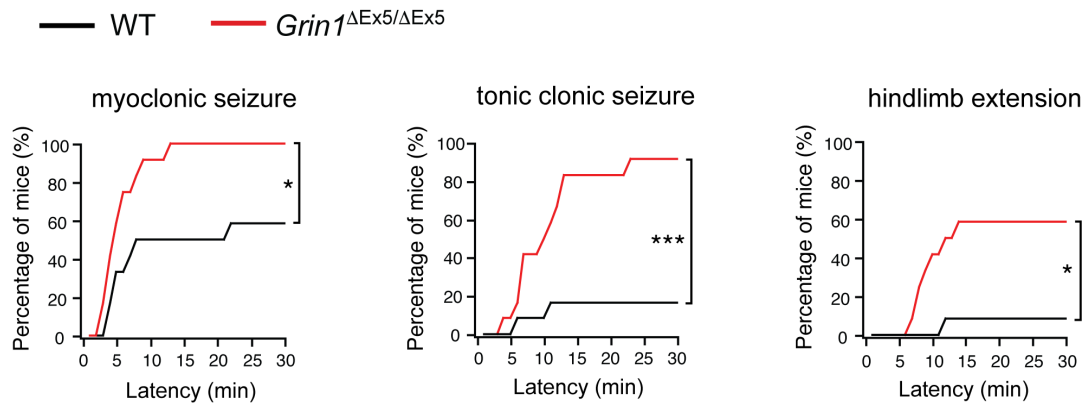 WT Grin1ΔEx5/ΔEx5
myoclonic seizure
Percentage of mice (%)
100
80
60
40
20
0
*
0 5 10 15 20 25 30
Latency (min)
tonic clonic seizure
Percentage of mice (%)
100
80
60
40
20
0
***
0 5 10 15 20 25 30
Latency (min)
hindlimb extension
Percentage of mice (%)
100
80
60
40
20
0
*
0 5 10 15 20 25 30
Latency (min)